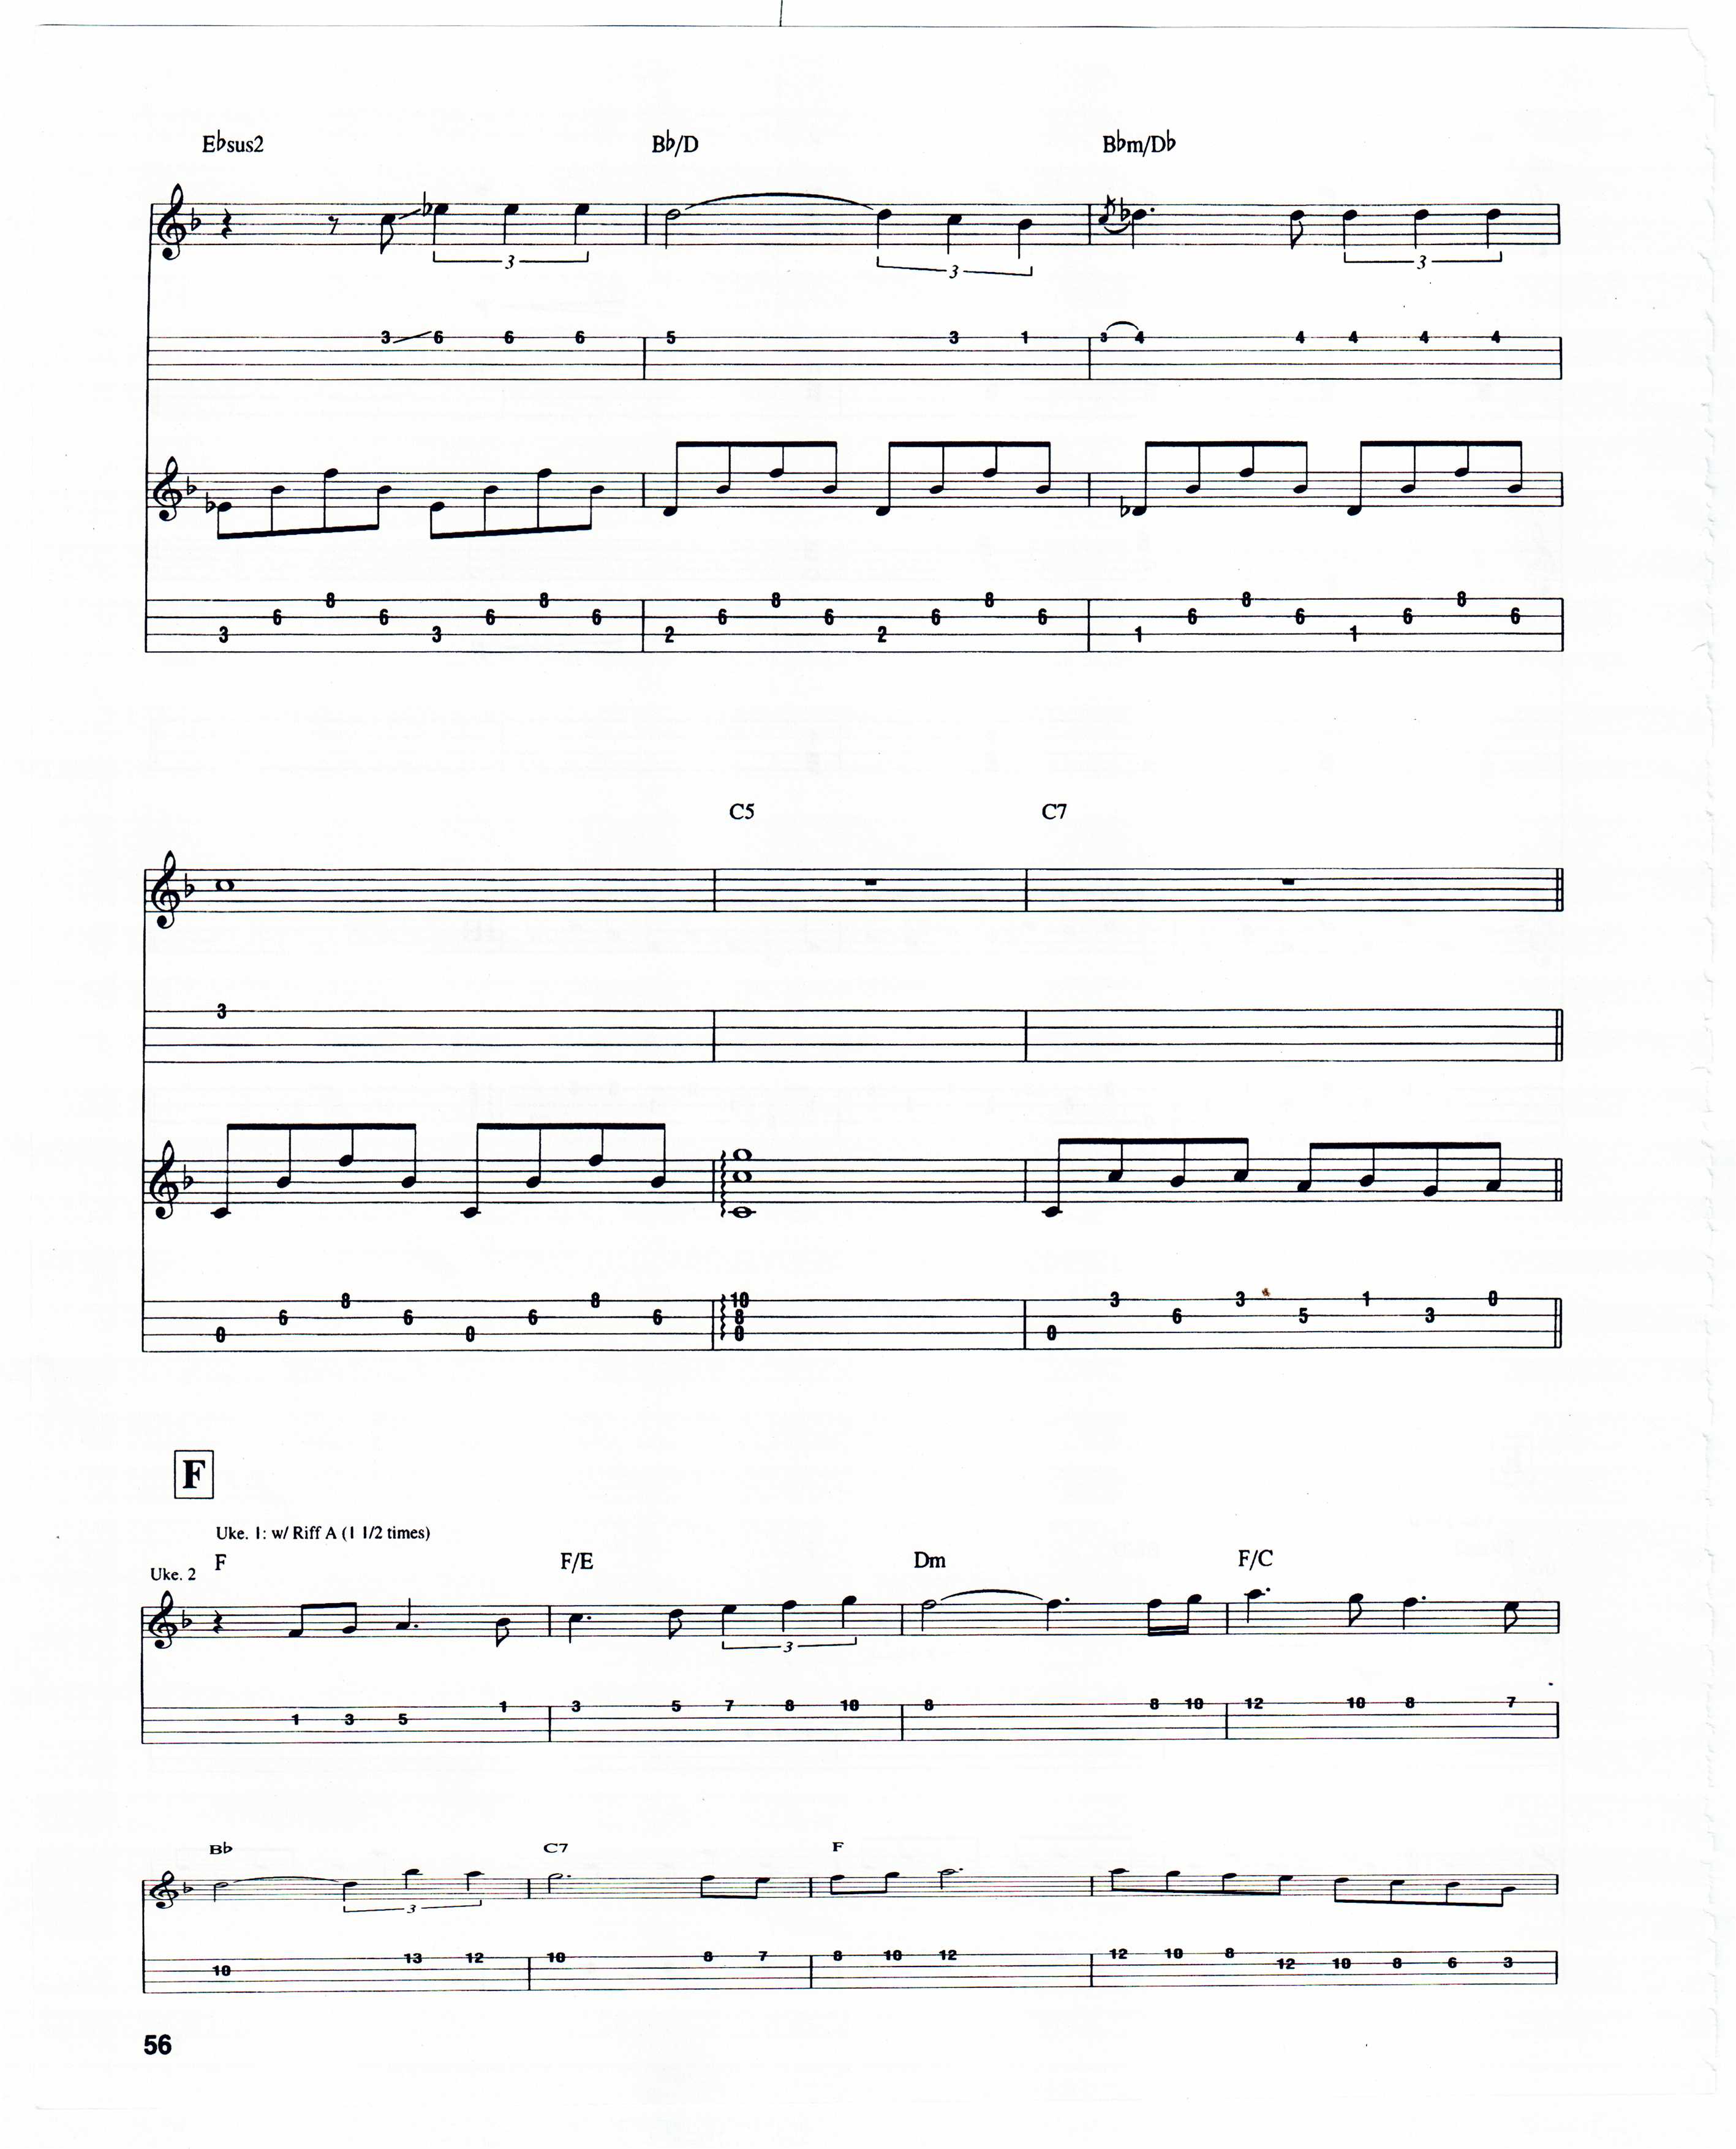 E♭sus2 B♭/D B♭m/D♭
3 3 3
3 6 6 6 5 3 1 3 4 4 4 4 4
3 6 8 6 3 6 8 6 2 6 8 6 2 6 8 6 1 6 8 6 1 6 8 6
C5 C7
3
0 6 8 6 0 6 8 6 10 8 0 0 3 6 3 5 1 3 0
F
Uke. 1: w/ Riff A (1 1/2 times)
Uke. 2 F F/E Dm F/C
3
1 3 5 1 3 5 7 8 10 8 8 10 12 10 8 7
B♭ C7 F
3
10 13 12 10 8 7 8 10 12 12 10 8 12 10 8 6 3
56